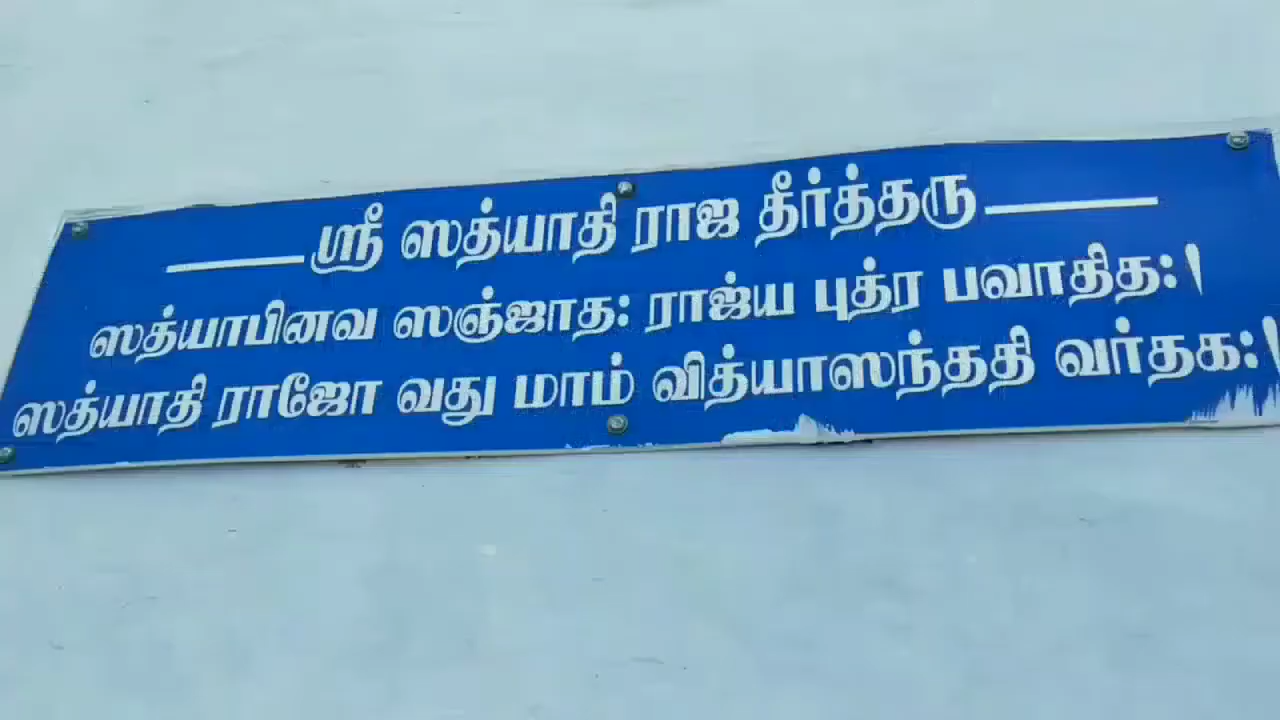 ஸ்ரீ ஸத்யாதி ராஜ தீர்த்தரு
ஸத்யாபினவ ஸஞ்ஜாத: ராஜ்ய புத்ர பவாதித:|
ஸத்யாதி ராஜோ வது மாம் வித்யாஸந்ததி வர்தக:|